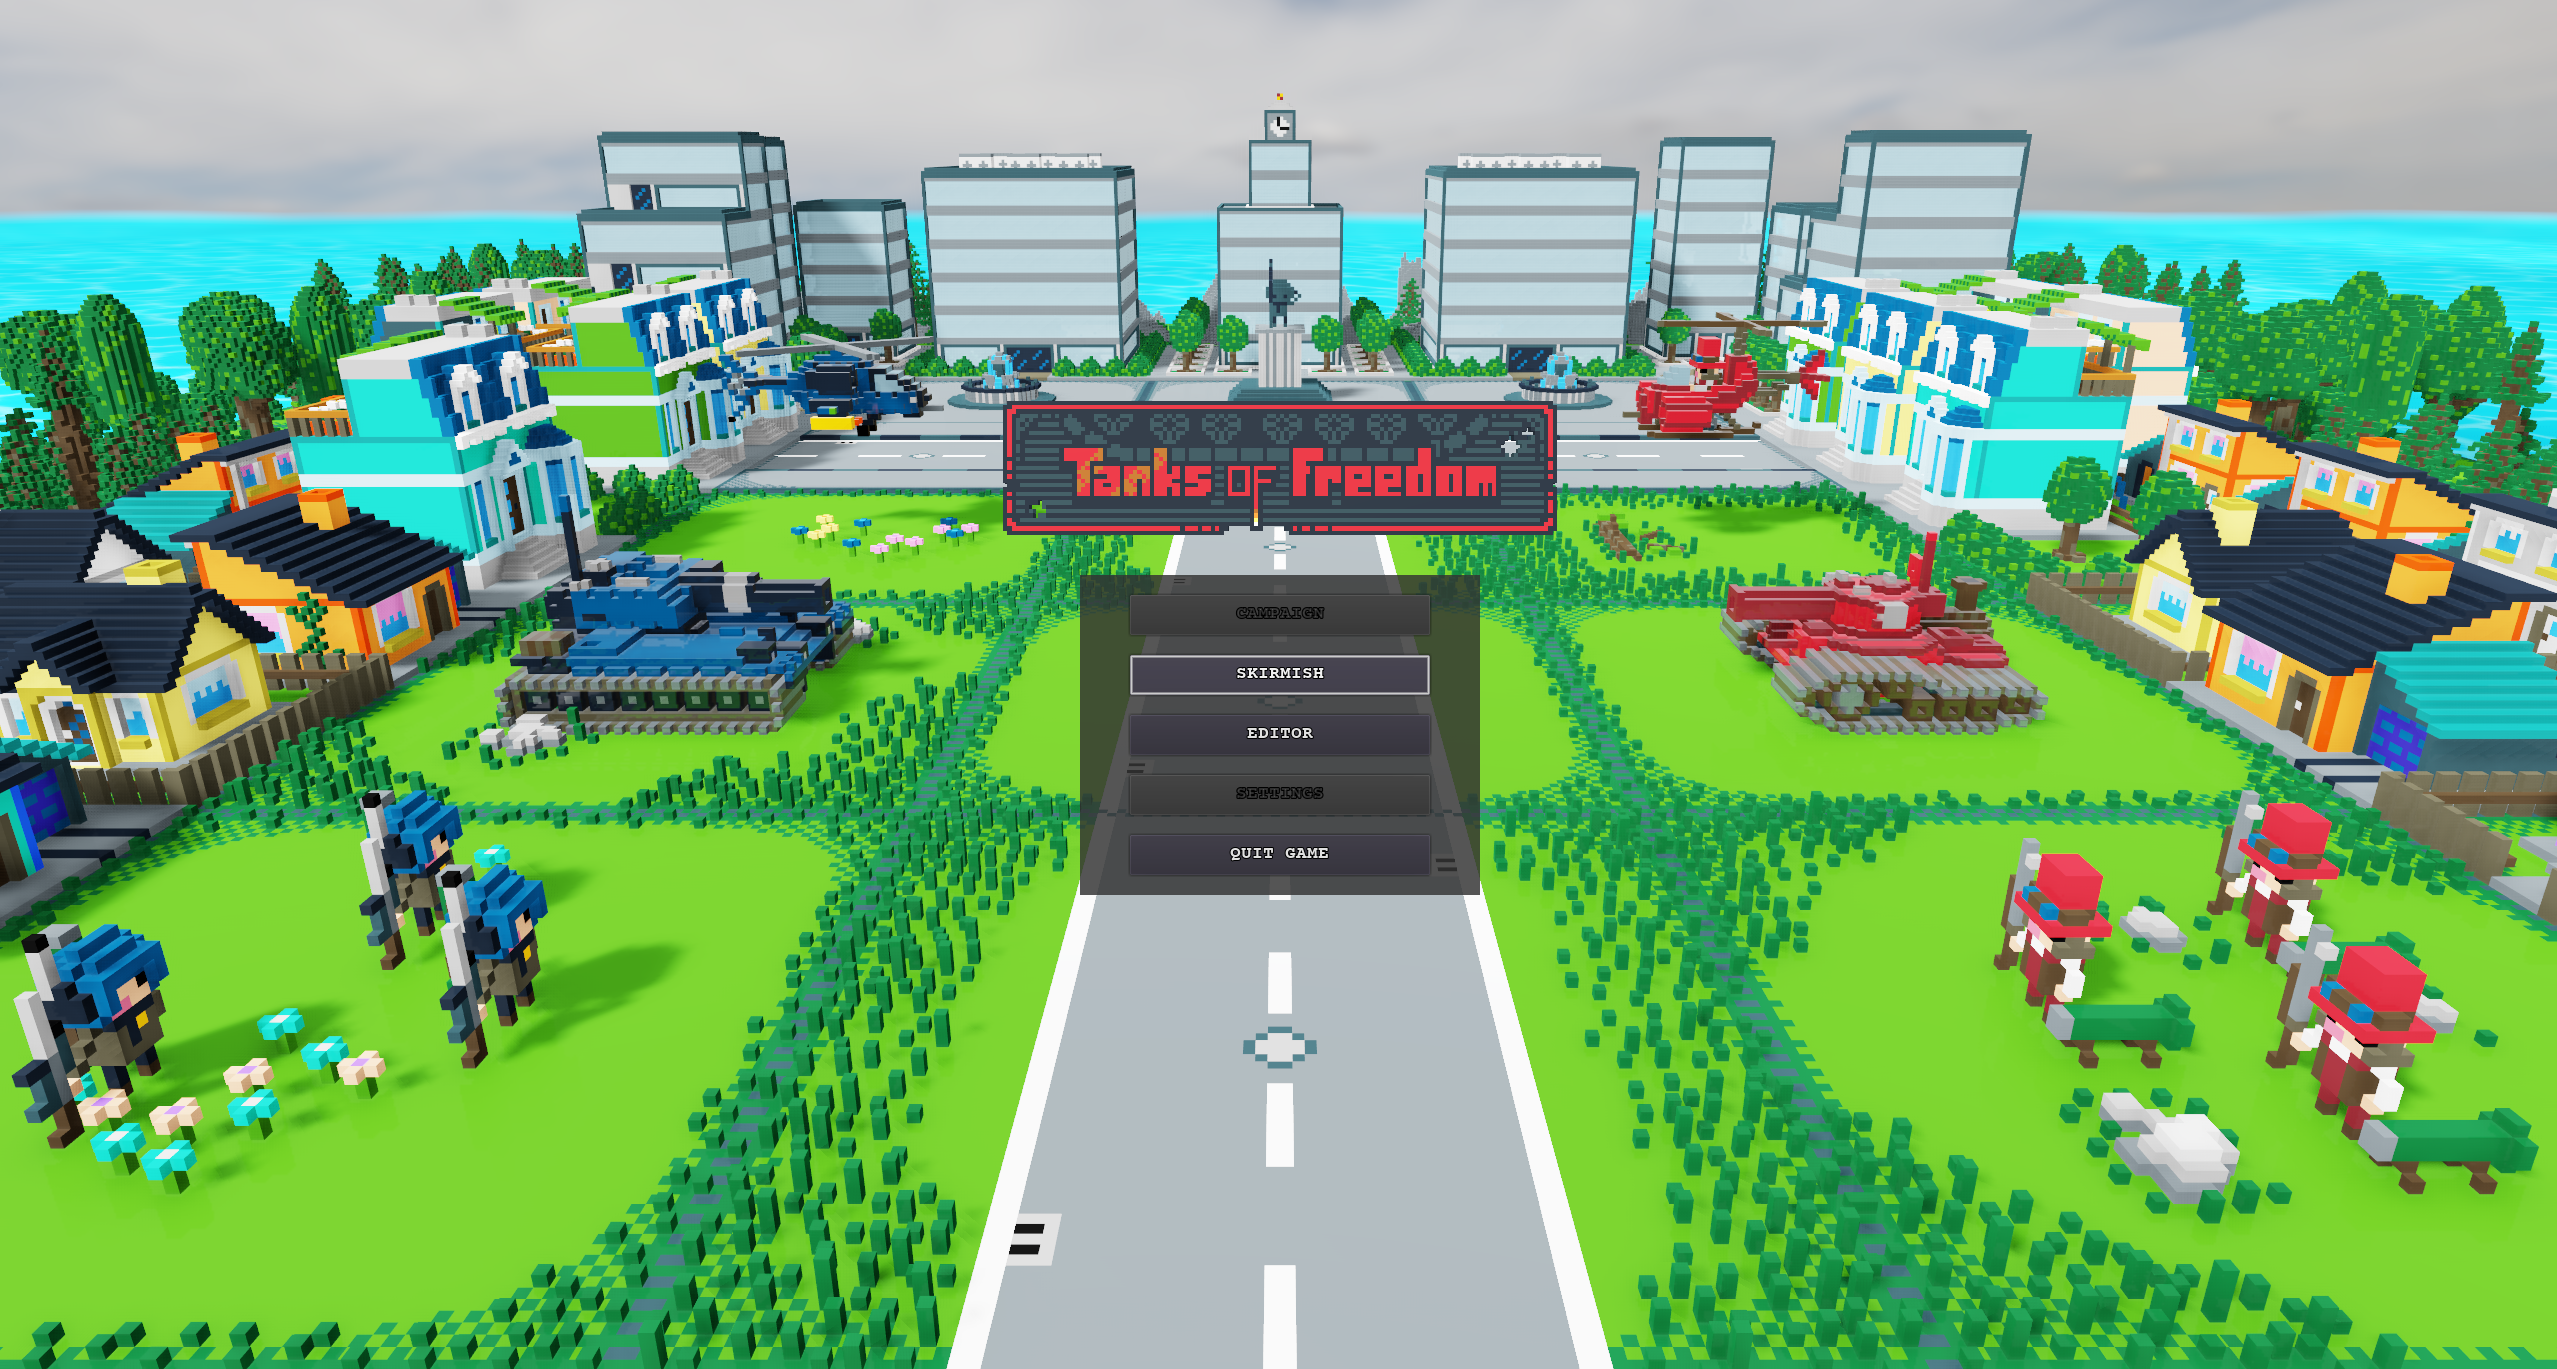 Tanks OF Freedom
CAMPAIGN
SKIRMISH
EDITOR
SETTINGS
QUIT GAME